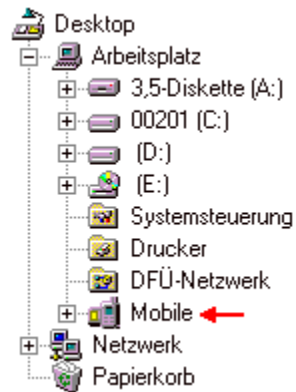 Desktop
Arbeitsplatz
3,5-Diskette (A:)
00201 (C:)
(D:)
(E:)
Systemsteuerung
Drucker
DFÜ-Netzwerk
Mobile
Netzwerk
Papierkorb